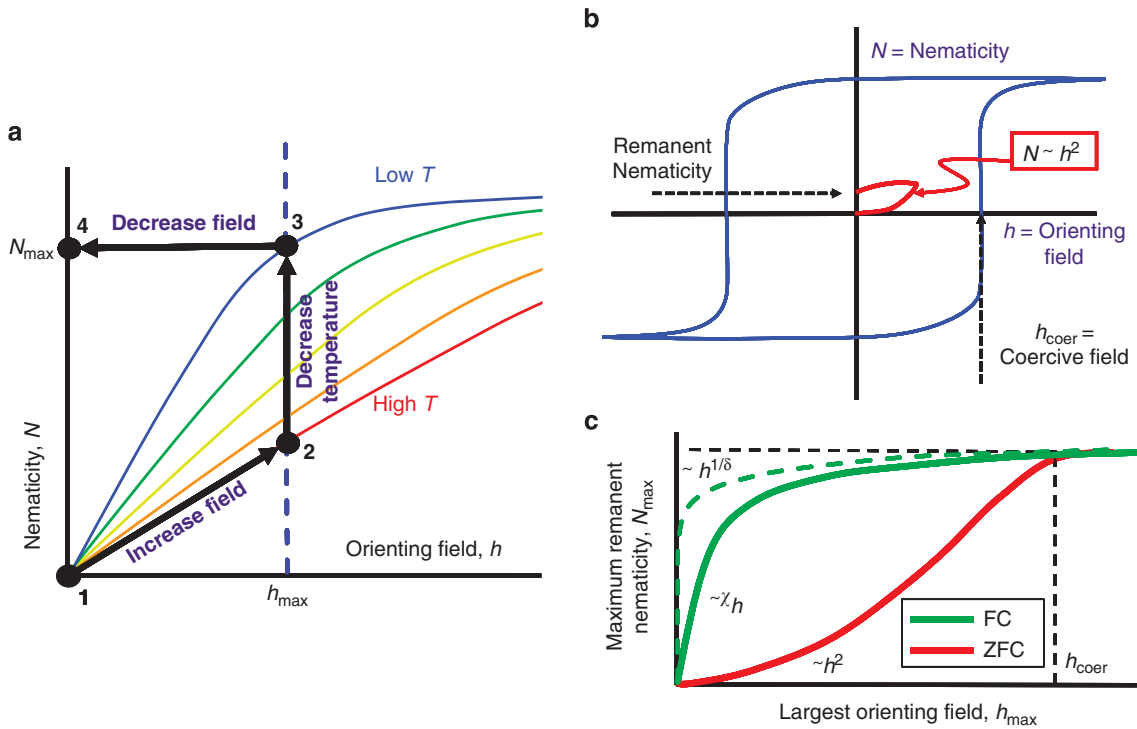 a
Nematicity, N
N_max
4
Decrease field
3
Low T
Decrease
temperature
High T
2
Increase field
1
Orienting field, h
h_max
b
N = Nematicity
Remanent
Nematicity
N ~ h²
h = Orienting
field
h_coer =
Coercive field
c
Maximum remanent
nematicity, N_max
~ h^1/δ
~χh
~h²
FC
ZFC
h_coer
Largest orienting field, h_max